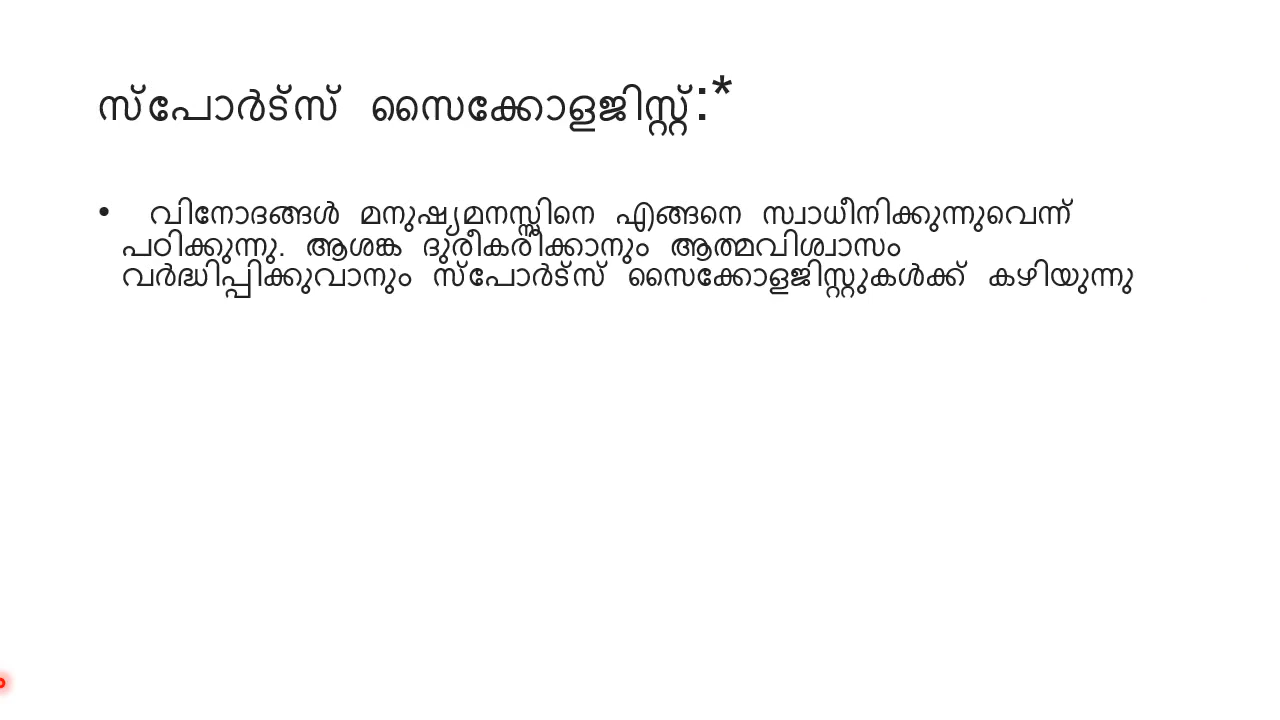 സ്പോർട്സ് സൈക്കോളജിസ്റ്റ്:*
• വിനോദങ്ങൾ മനുഷ്യമനസ്സിനെ എങ്ങനെ സ്വാധീനിക്കുന്നുവെന്ന്
പഠിക്കുന്നു. ആശങ്ക ദുരീകരിക്കാനും ആത്മവിശ്വാസം
വർദ്ധിപ്പിക്കുവാനും സ്പോർട്സ് സൈക്കോളജിസ്റ്റുകൾക്ക് കഴിയുന്നു